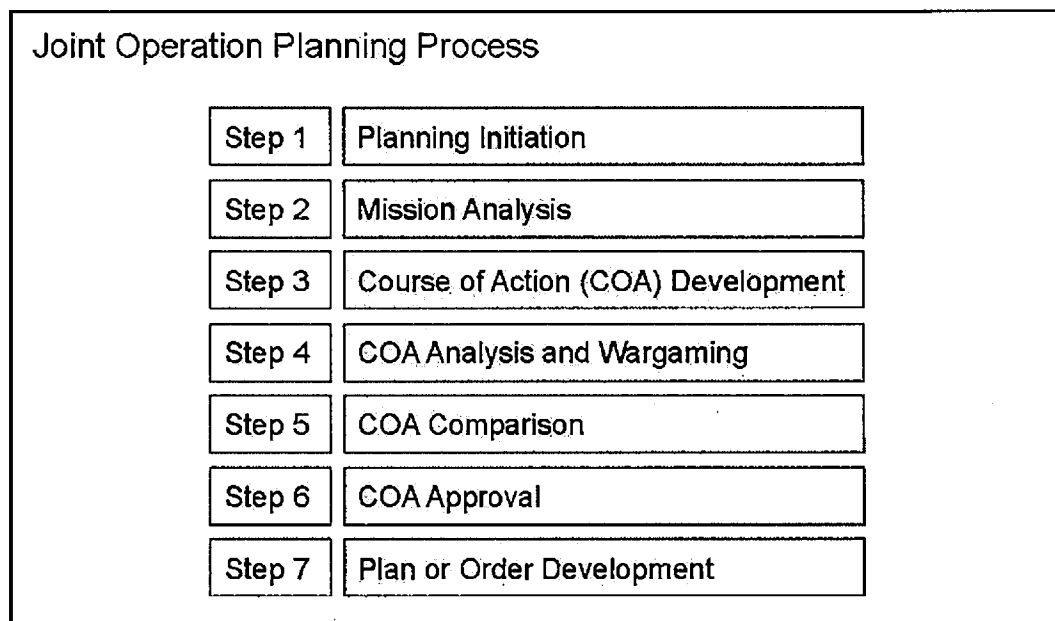 Joint Operation Planning Process
Step 1 Planning Initiation
Step 2 Mission Analysis
Step 3 Course of Action (COA) Development
Step 4 COA Analysis and Wargaming
Step 5 COA Comparison
Step 6 COA Approval
Step 7 Plan or Order Development